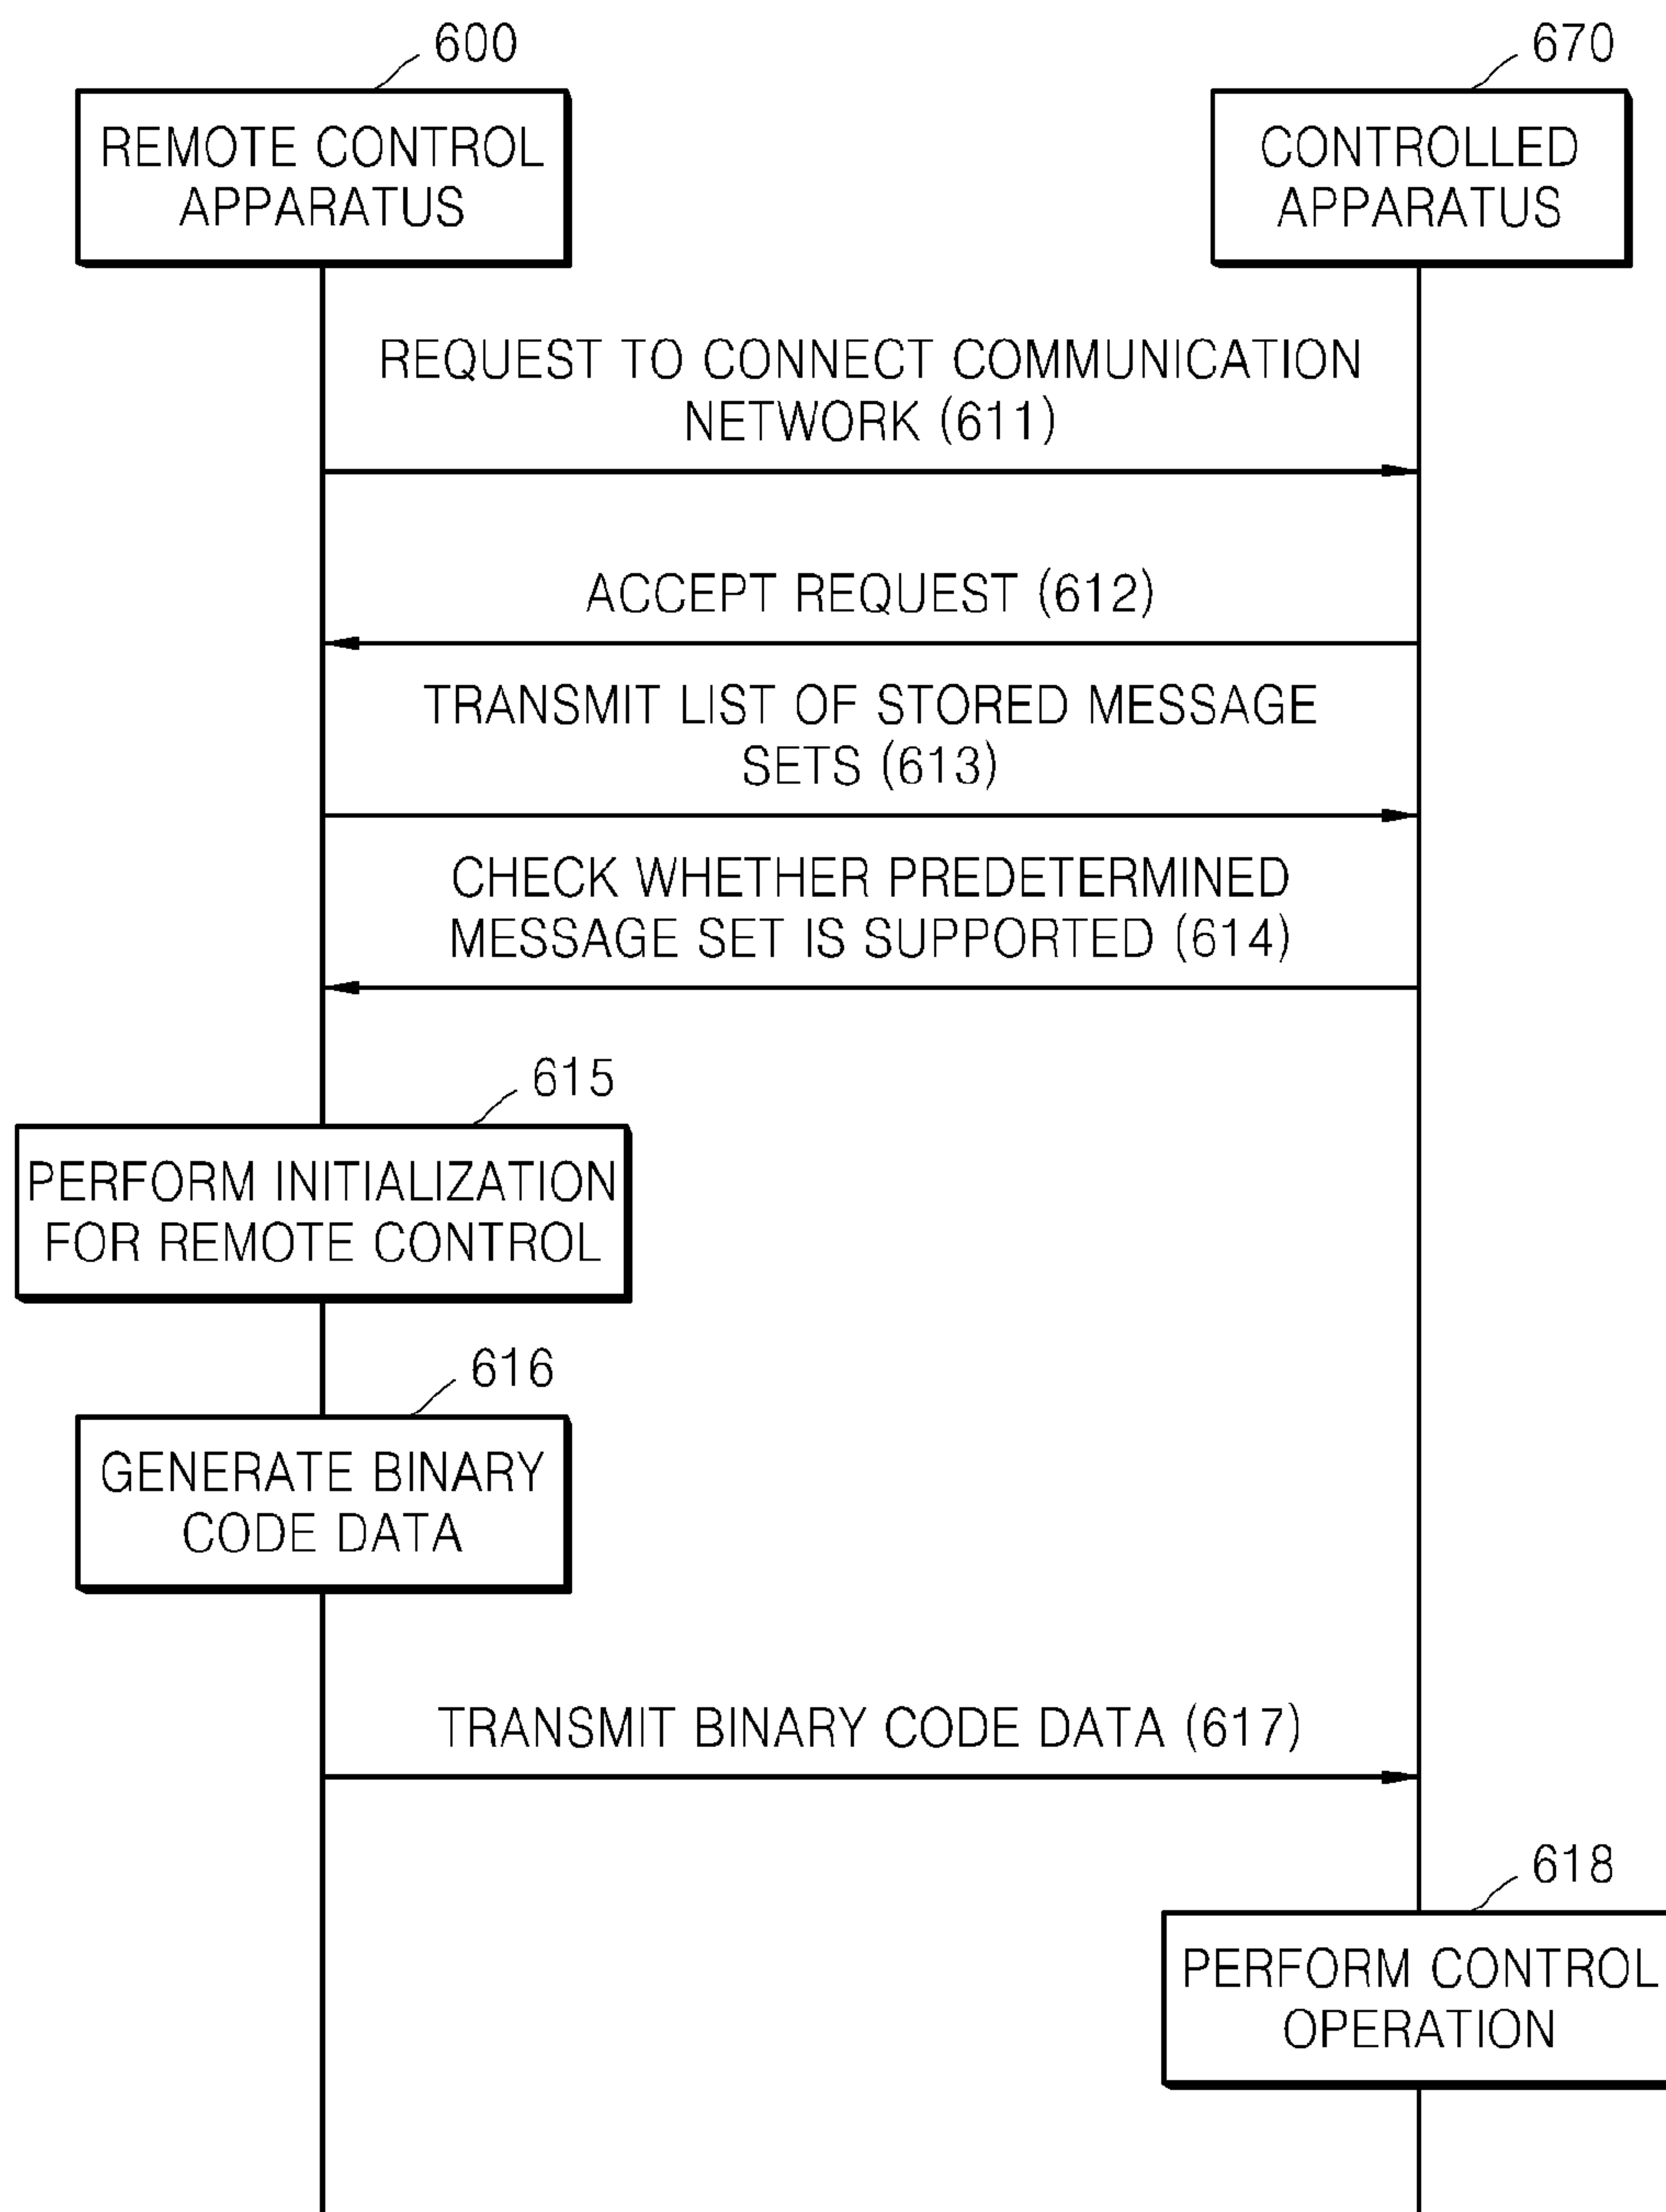 600
670
REMOTE CONTROL
APPARATUS
CONTROLLED
APPARATUS
REQUEST TO CONNECT COMMUNICATION
NETWORK (611)
ACCEPT REQUEST (612)
TRANSMIT LIST OF STORED MESSAGE
SETS (613)
CHECK WHETHER PREDETERMINED
MESSAGE SET IS SUPPORTED (614)
615
PERFORM INITIALIZATION
FOR REMOTE CONTROL
616
GENERATE BINARY
CODE DATA
TRANSMIT BINARY CODE DATA (617)
618
PERFORM CONTROL
OPERATION